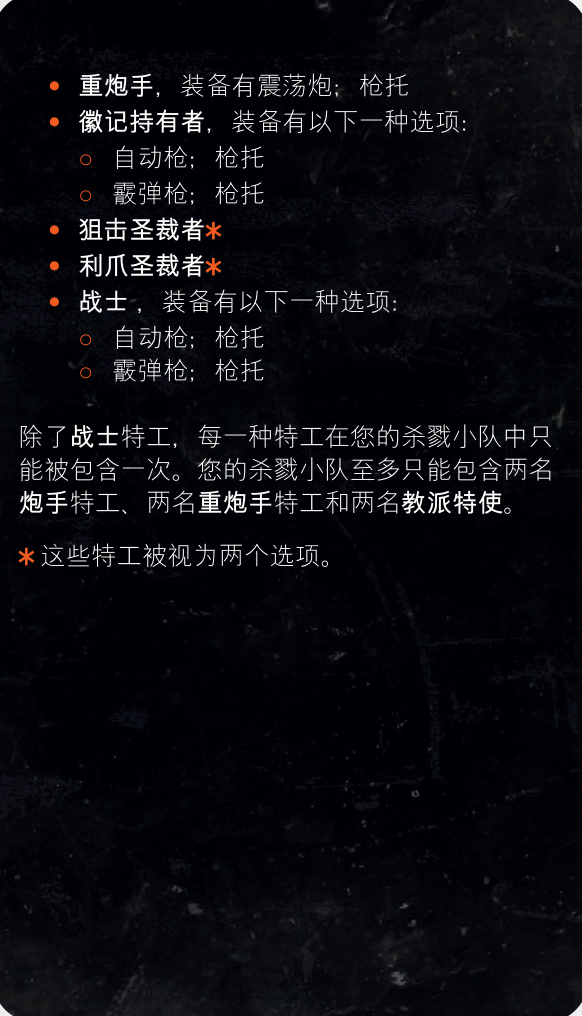 • 重炮手，装备有震荡炮；枪托
• 徽记持有者，装备有以下一种选项：
○ 自动枪；枪托
○ 霰弹枪；枪托
• 狙击圣裁者*
• 利爪圣裁者*
• 战士 ，装备有以下一种选项：
○ 自动枪；枪托
○ 霰弹枪；枪托
除了战士特工，每一种特工在您的杀戮小队中只
能被包含一次。您的杀戮小队至多只能包含两名
炮手特工、两名重炮手特工和两名教派特使。
* 这些特工被视为两个选项。